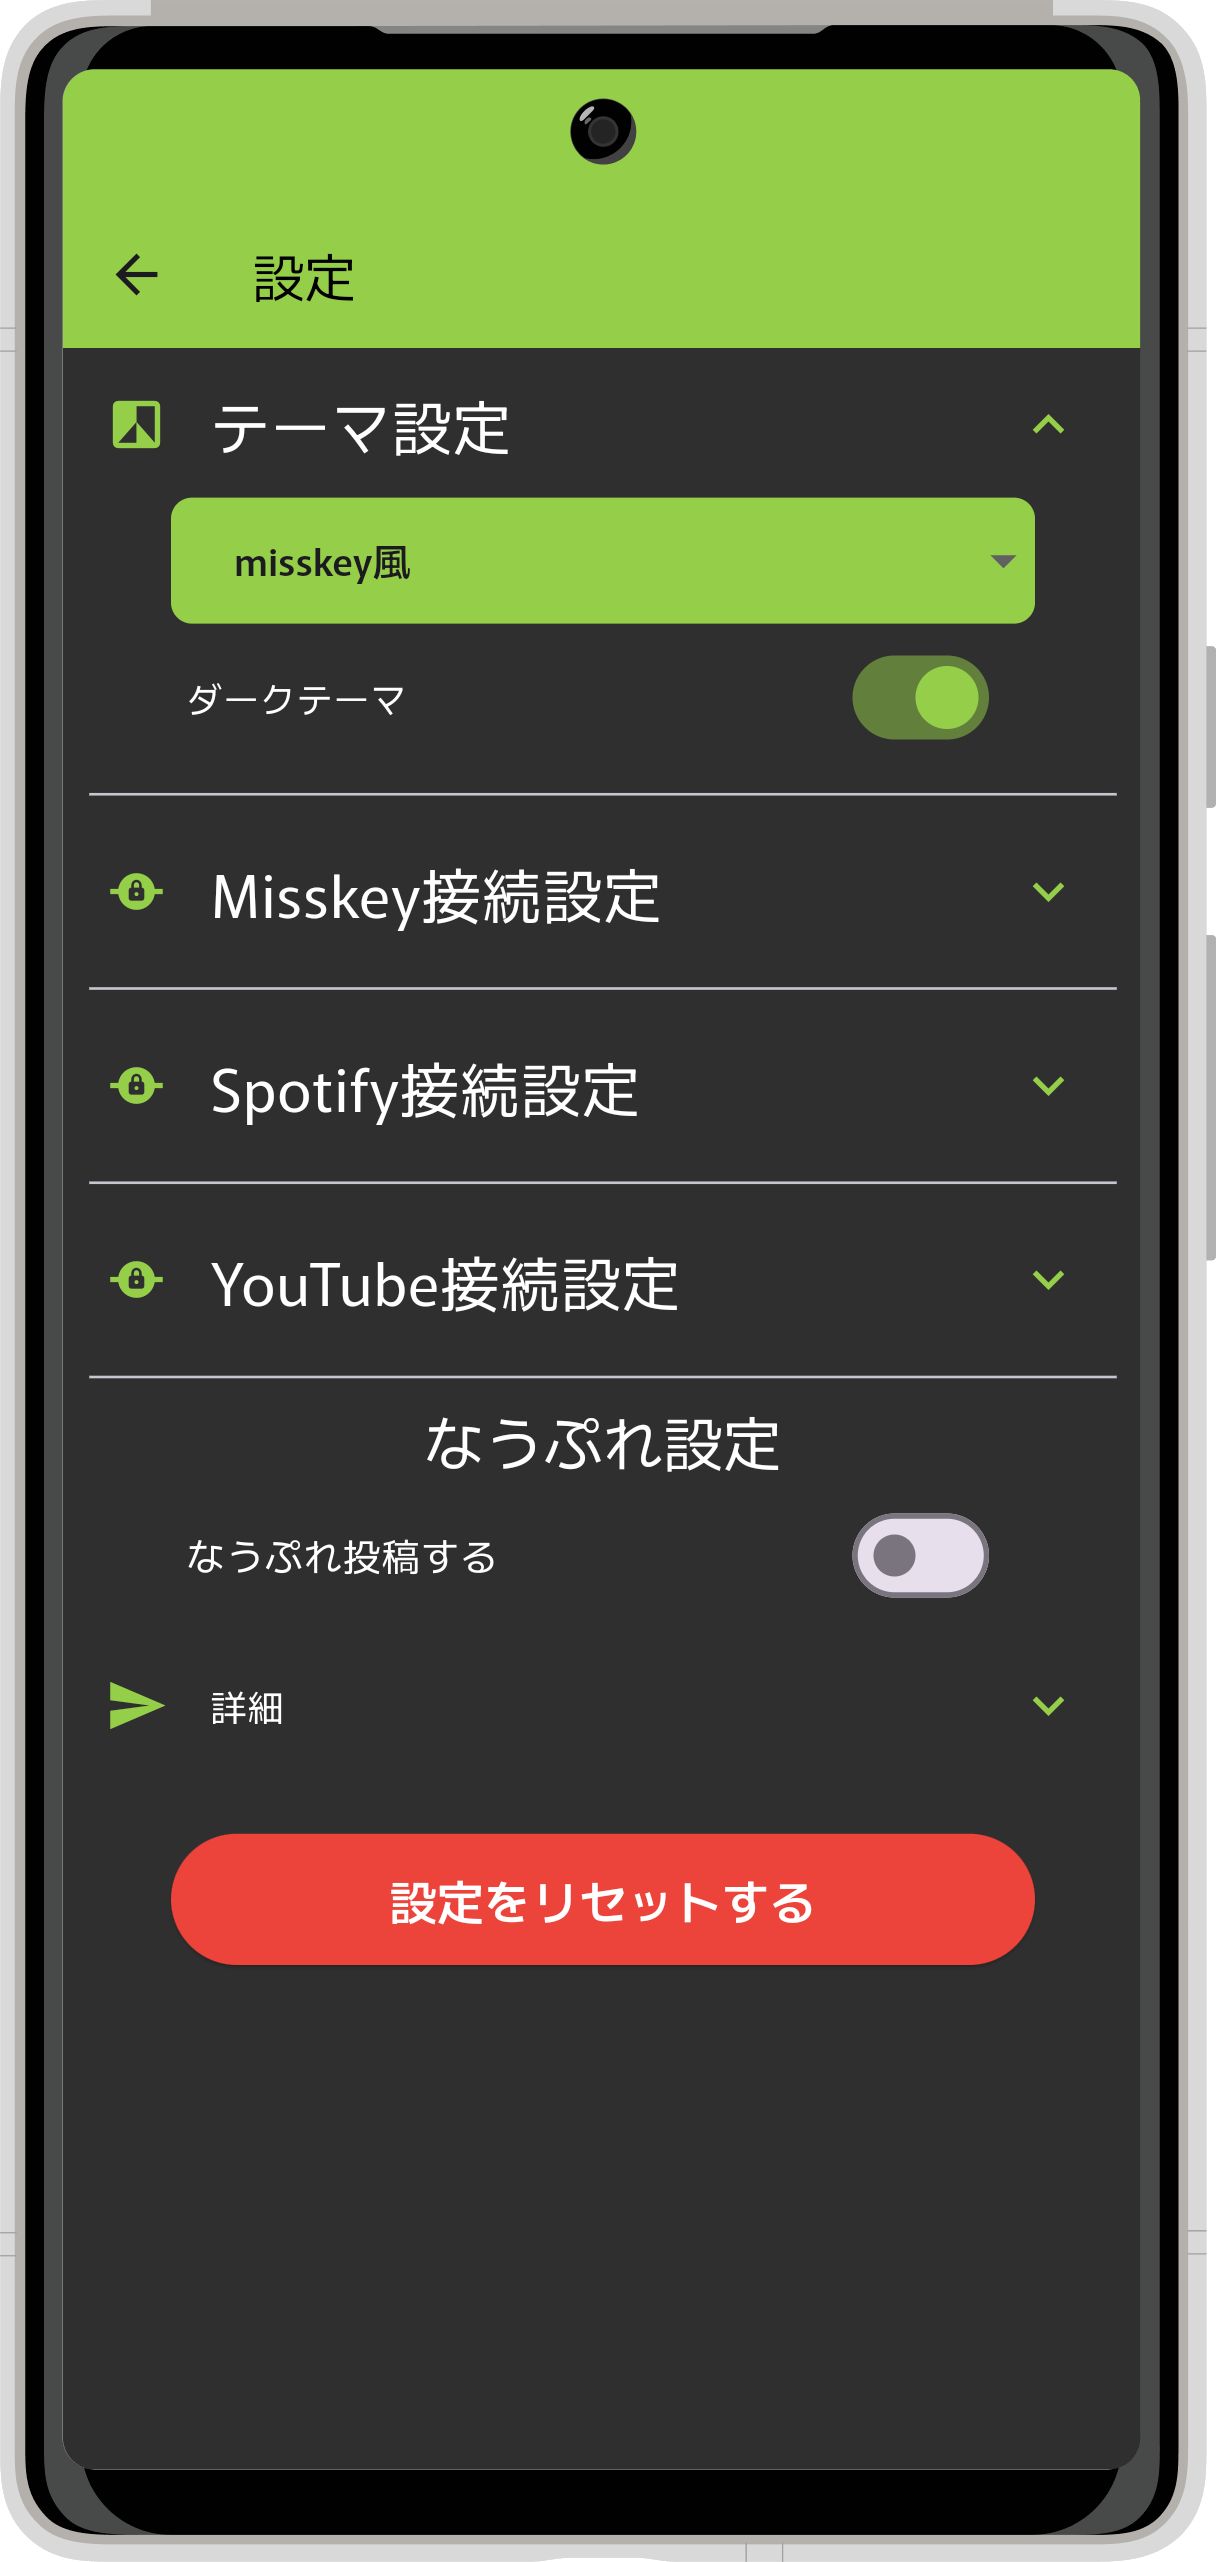 設定
テーマ設定
misskey風
ダークテーマ
Misskey接続設定
Spotify接続設定
YouTube接続設定
なうぷれ設定
なうぷれ投稿する
詳細
設定をリセットする